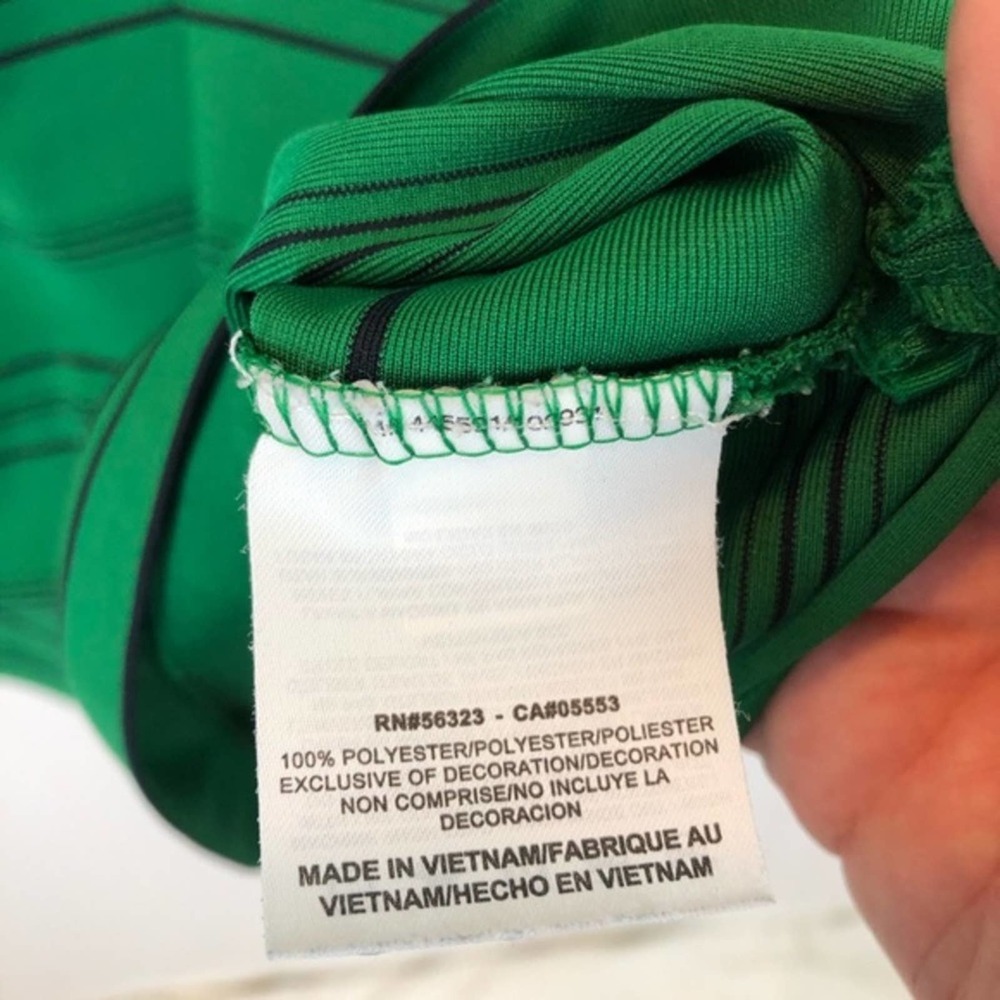 RN#56323 - CA#05553
100% POLYESTER/POLYESTER/POLIESTER
EXCLUSIVE OF DECORATION/DECORATION
NON COMPRISE/NO INCLUYE LA
DECORACION
MADE IN VIETNAM/FABRIQUE AU
VIETNAM/HECHO EN VIETNAM